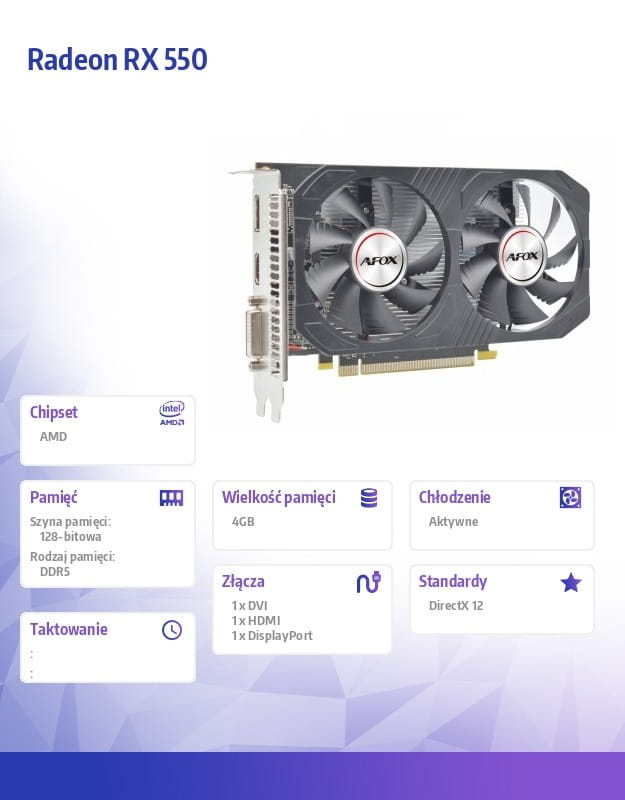 Radeon RX 550
AFOX
AFOX
Chipset
intel
AMD
AMD
Pamięć
Szyna pamięci:
128-bitowa
Rodzaj pamięci:
DDR5
Wielkość pamięci
4GB
Chłodzenie
Aktywne
Złącza
1 x DVI
1 x HDMI
1 x DisplayPort
Standardy
DirectX 12
Taktowanie
:
: